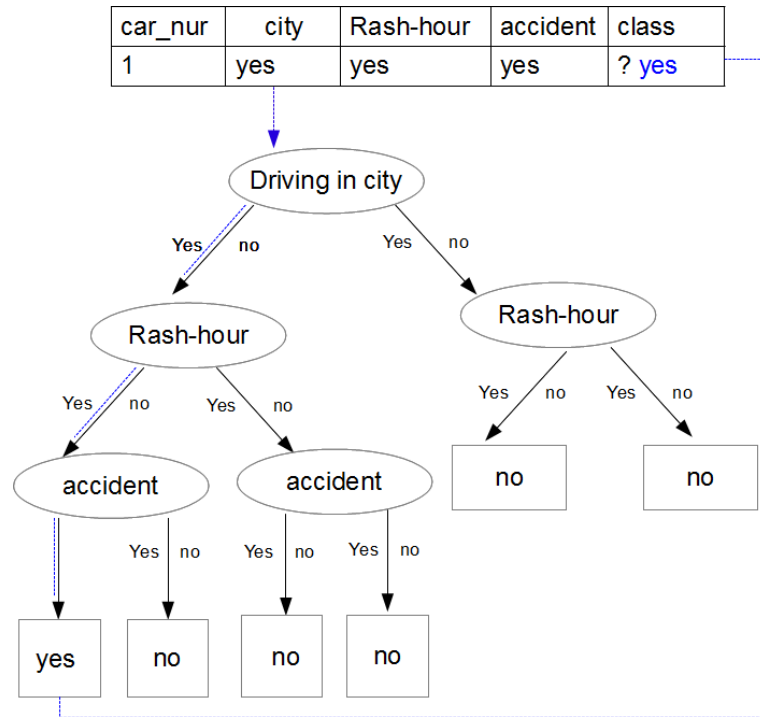 car_nur city Rash-hour accident class
1 yes yes yes ? yes
Driving in city
Yes no Yes no
Rash-hour Rash-hour
Yes no Yes no Yes no Yes no
accident accident no no
Yes no Yes no Yes no
yes no no no